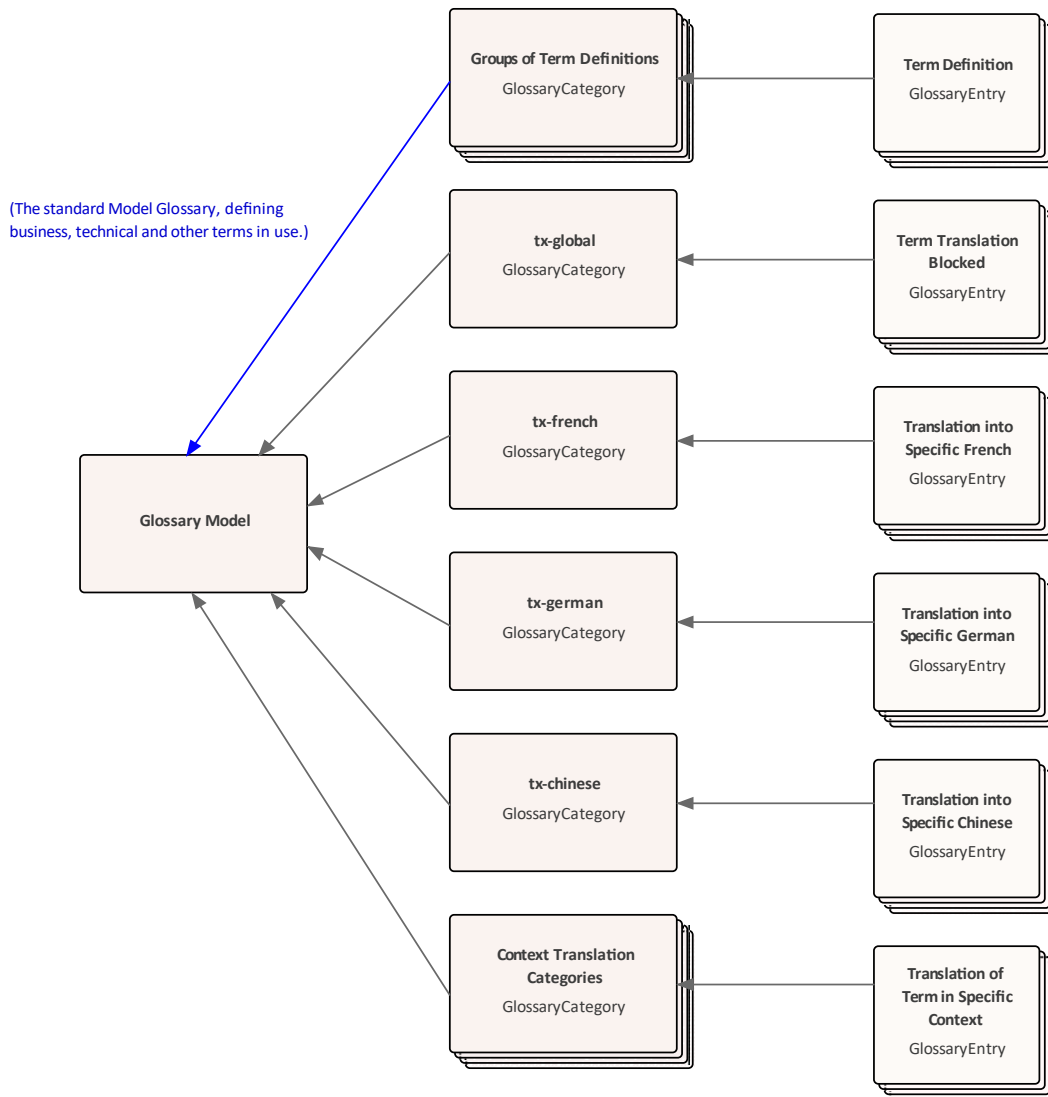 Groups of Term Definitions
GlossaryCategory
Term Definition
GlossaryEntry
(The standard Model Glossary, defining
business, technical and other terms in use.)
tx-global
GlossaryCategory
Term Translation
Blocked
GlossaryEntry
tx-french
GlossaryCategory
Translation into
Specific French
GlossaryEntry
Glossary Model
tx-german
GlossaryCategory
Translation into
Specific German
GlossaryEntry
tx-chinese
GlossaryCategory
Translation into
Specific Chinese
GlossaryEntry
Context Translation
Categories
GlossaryCategory
Translation of
Term in Specific
Context
GlossaryEntry